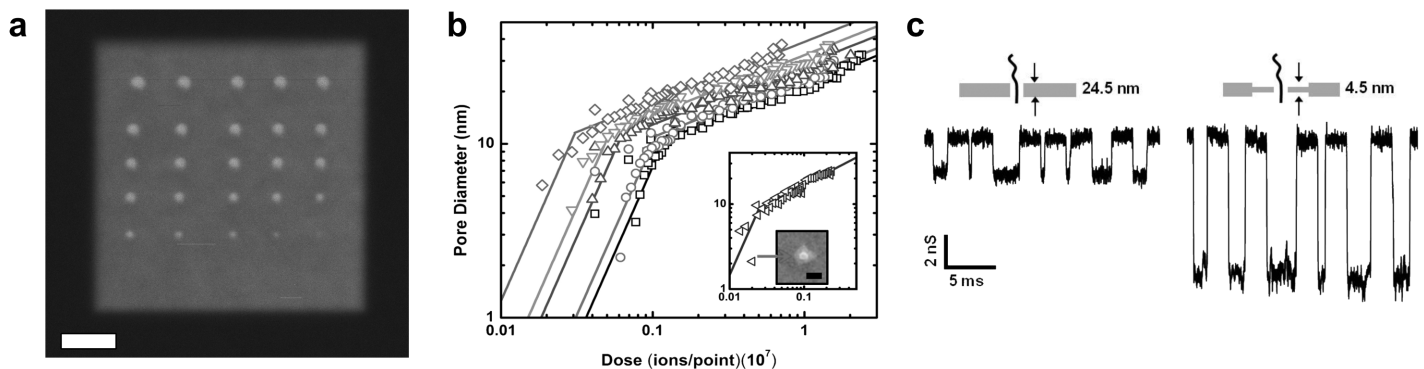 a
b
Pore Diameter (nm)
10
1
0.01
0.1
1
Dose (ions/point)(10⁷)
10
1
0.01
0.1
c
24.5 nm
4.5 nm
2 nS
5 ms